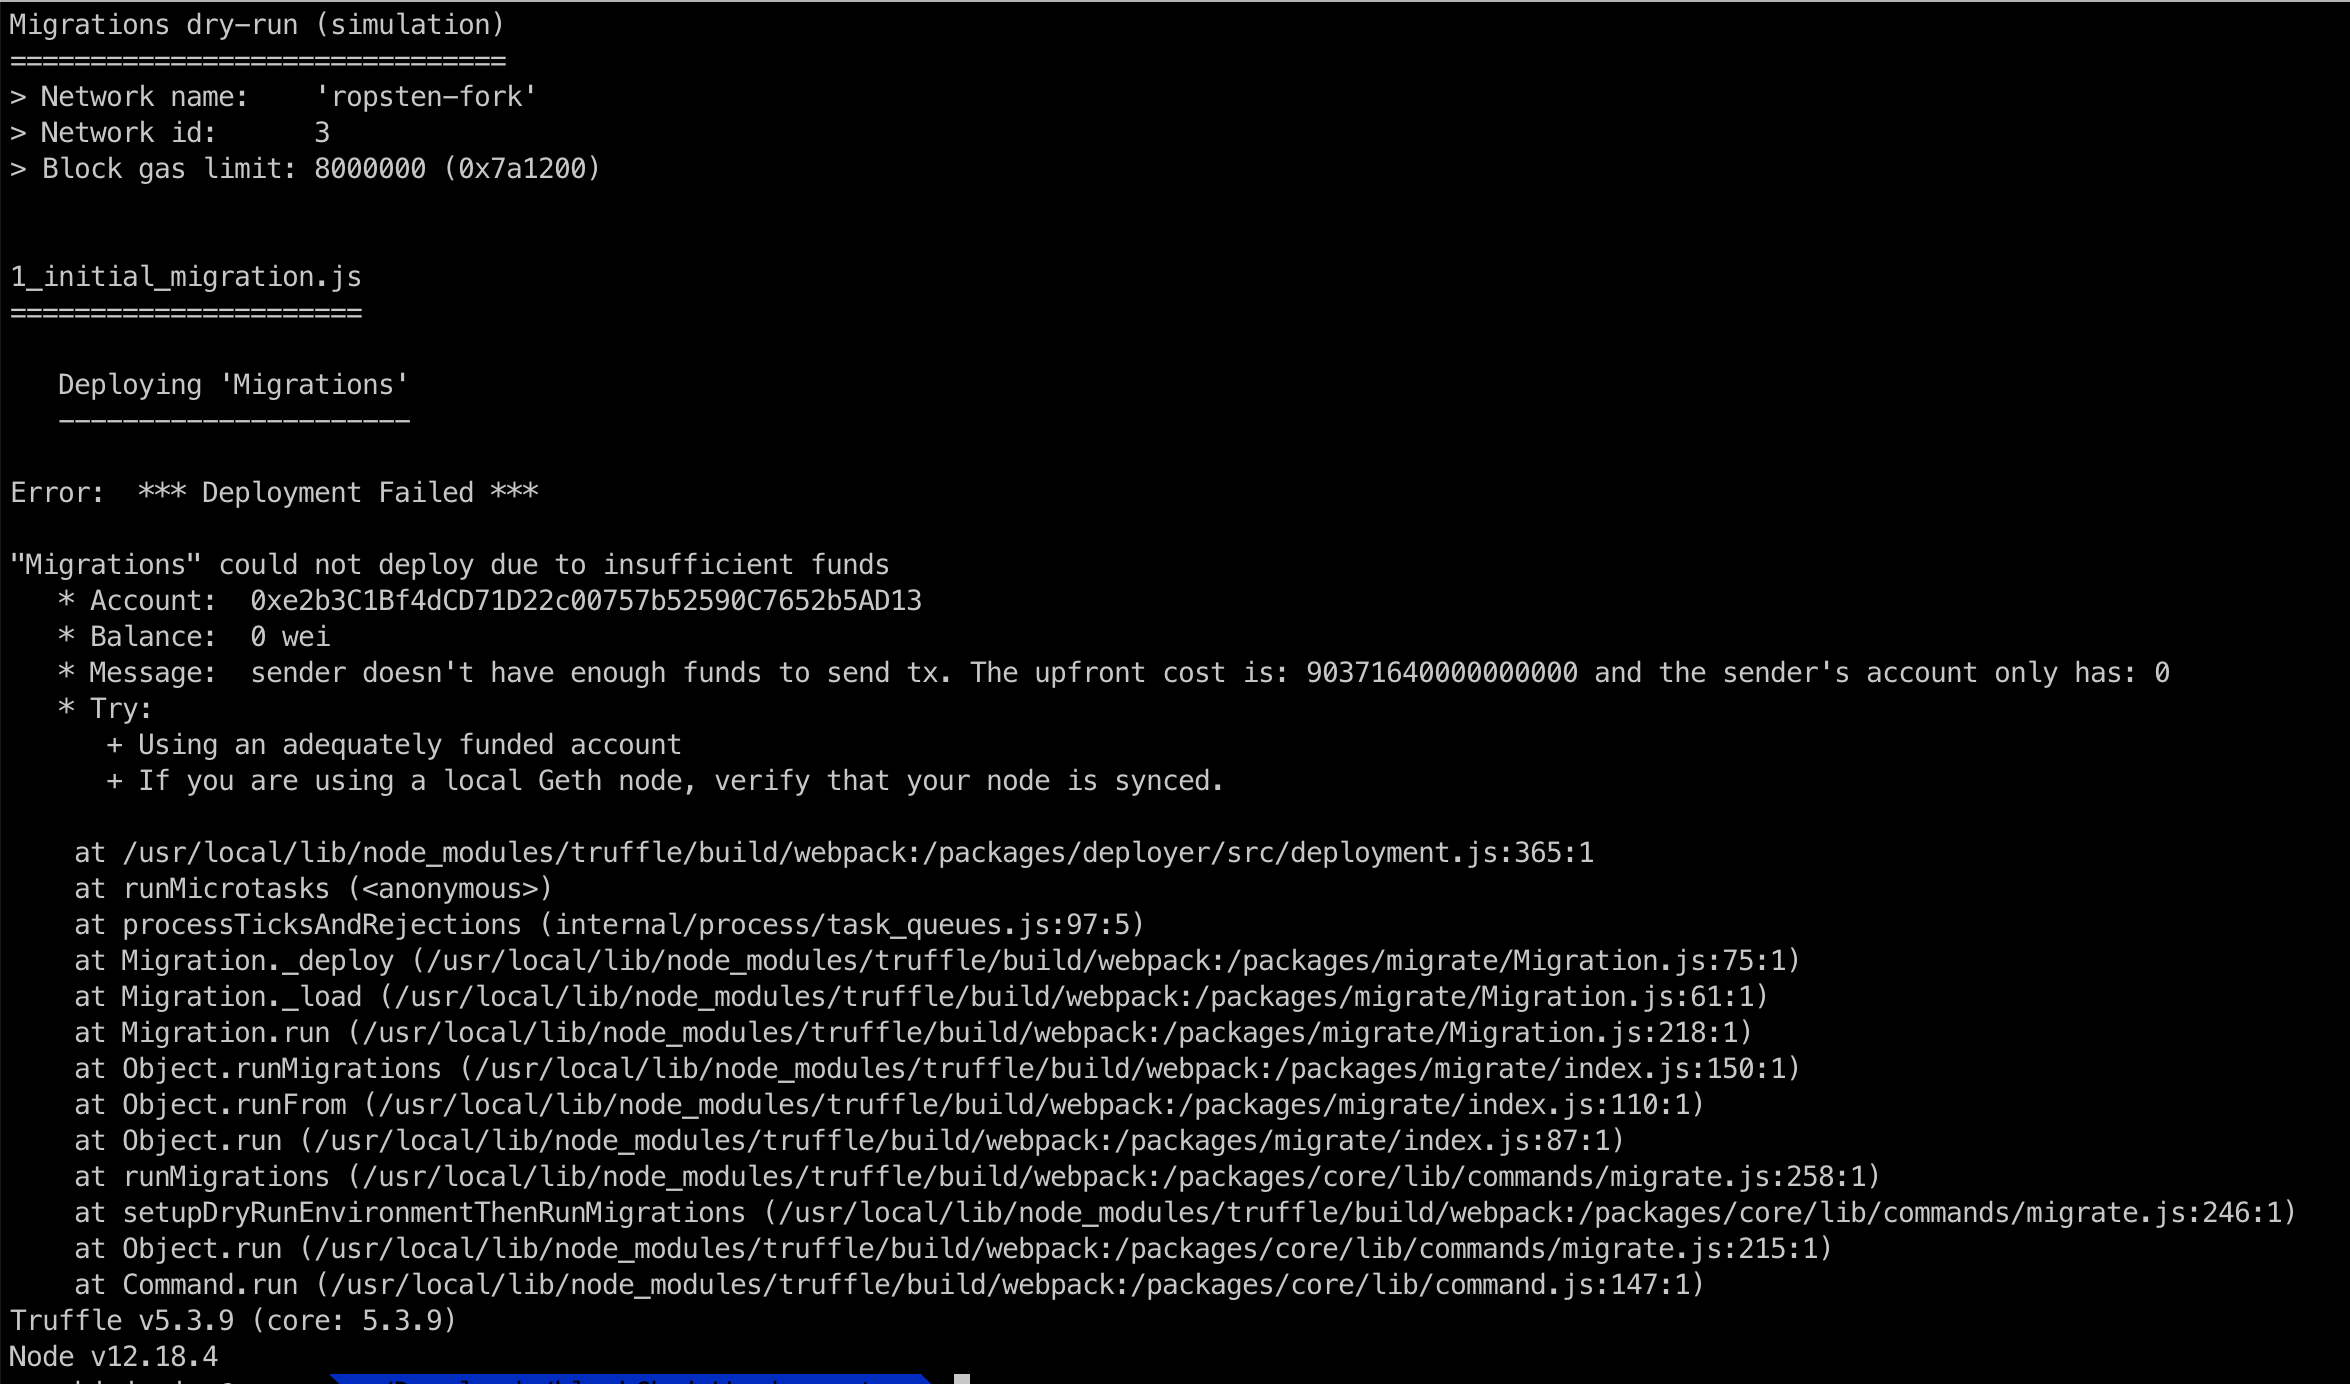 Migrations dry-run (simulation)
===============================
> Network name:    'ropsten-fork'
> Network id:      3
> Block gas limit: 8000000 (0x7a1200)
1_initial_migration.js
======================
Deploying 'Migrations'
----------------------
Error:  *** Deployment Failed ***
"Migrations" could not deploy due to insufficient funds
* Account:  0xe2b3C1Bf4dCD71D22c00757b52590C7652b5AD13
* Balance:  0 wei
* Message:  sender doesn't have enough funds to send tx. The upfront cost is: 90371640000000000 and the sender's account only has: 0
* Try:
+ Using an adequately funded account
+ If you are using a local Geth node, verify that your node is synced.
at /usr/local/lib/node_modules/truffle/build/webpack:/packages/deployer/src/deployment.js:365:1
at runMicrotasks (<anonymous>)
at processTicksAndRejections (internal/process/task_queues.js:97:5)
at Migration._deploy (/usr/local/lib/node_modules/truffle/build/webpack:/packages/migrate/Migration.js:75:1)
at Migration._load (/usr/local/lib/node_modules/truffle/build/webpack:/packages/migrate/Migration.js:61:1)
at Migration.run (/usr/local/lib/node_modules/truffle/build/webpack:/packages/migrate/Migration.js:218:1)
at Object.runMigrations (/usr/local/lib/node_modules/truffle/build/webpack:/packages/migrate/index.js:150:1)
at Object.runFrom (/usr/local/lib/node_modules/truffle/build/webpack:/packages/migrate/index.js:110:1)
at Object.run (/usr/local/lib/node_modules/truffle/build/webpack:/packages/migrate/index.js:87:1)
at runMigrations (/usr/local/lib/node_modules/truffle/build/webpack:/packages/core/lib/commands/migrate.js:258:1)
at setupDryRunEnvironmentThenRunMigrations (/usr/local/lib/node_modules/truffle/build/webpack:/packages/core/lib/commands/migrate.js:246:1)
at Object.run (/usr/local/lib/node_modules/truffle/build/webpack:/packages/core/lib/commands/migrate.js:215:1)
at Command.run (/usr/local/lib/node_modules/truffle/build/webpack:/packages/core/lib/command.js:147:1)
Truffle v5.3.9 (core: 5.3.9)
Node v12.18.4